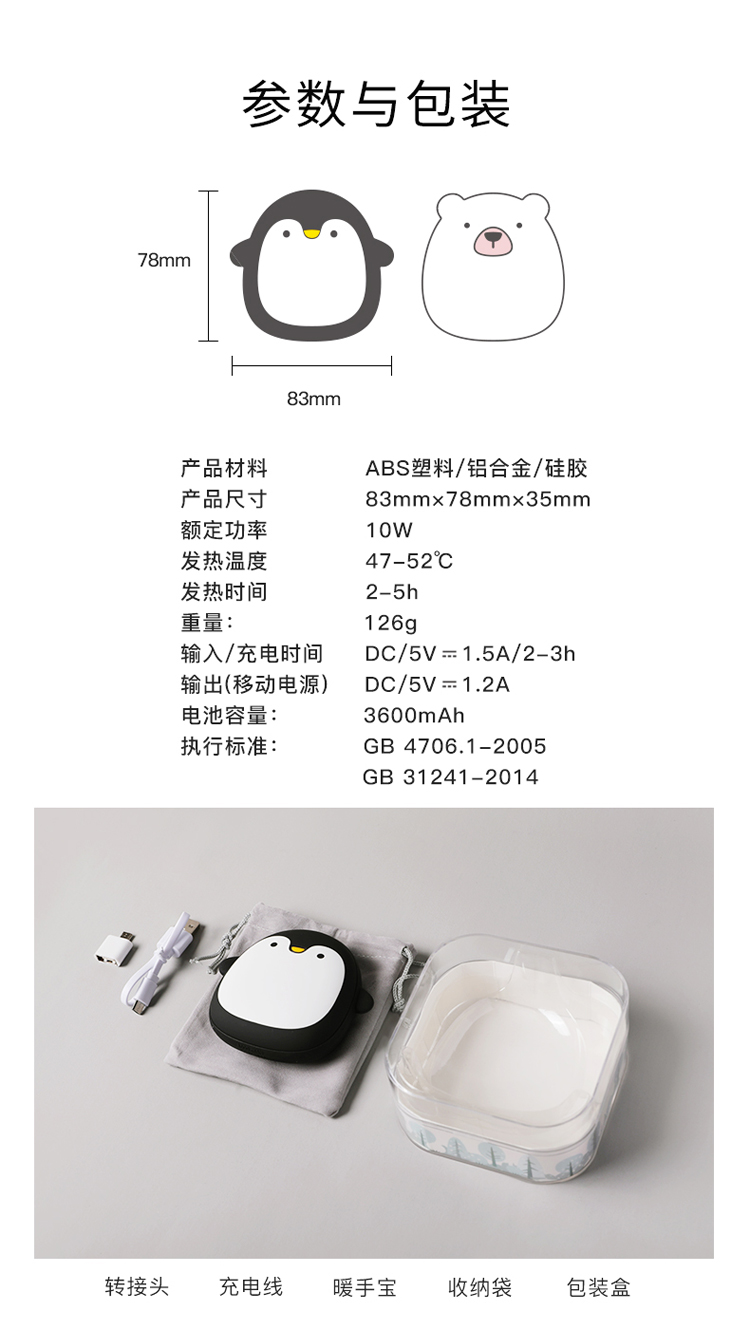 参数与包装
78mm
83mm
产品材料 ABS塑料/铝合金/硅胶
产品尺寸 83mm×78mm×35mm
额定功率 10W
发热温度 47–52℃
发热时间 2–5h
重量: 126g
输入/充电时间 DC/5V⎓1.5A/2–3h
输出(移动电源) DC/5V⎓1.2A
电池容量: 3600mAh
执行标准: GB 4706.1–2005
GB 31241–2014
转接头 充电线 暖手宝 收纳袋 包装盒